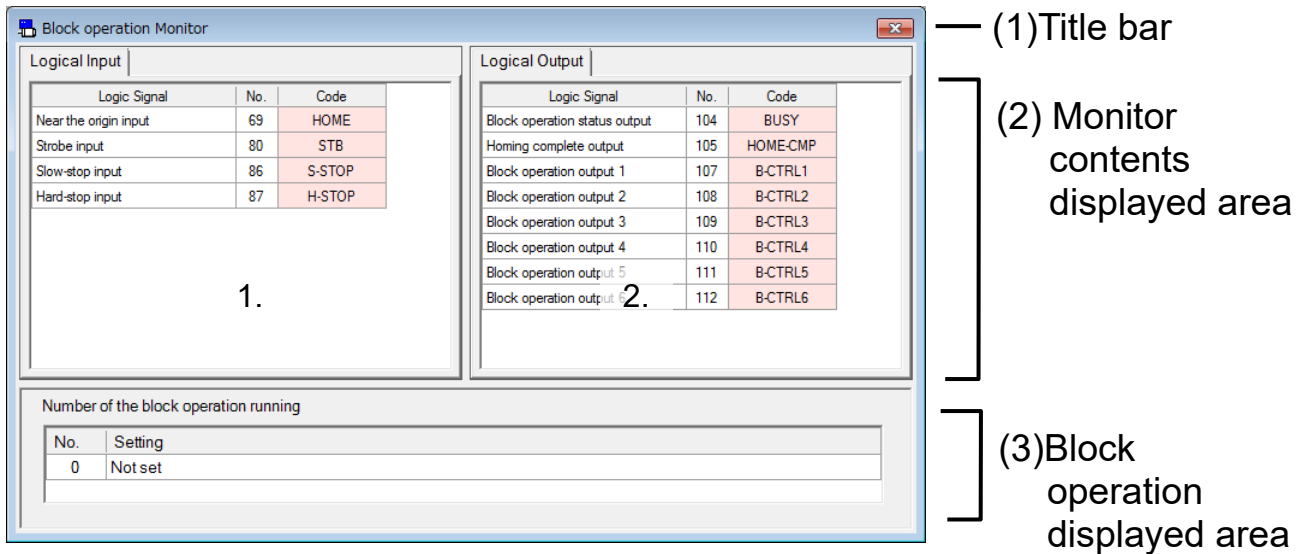 Block operation Monitor
(1)Title bar
Logical Input
Logic Signal No. Code
Near the origin input 69 HOME
Strobe input 80 STB
Slow-stop input 86 S-STOP
Hard-stop input 87 H-STOP
1.
Logical Output
Logic Signal No. Code
Block operation status output 104 BUSY
Homing complete output 105 HOME-CMP
Block operation output 1 107 B-CTRL1
Block operation output 2 108 B-CTRL2
Block operation output 3 109 B-CTRL3
Block operation output 4 110 B-CTRL4
Block operation output 5 111 B-CTRL5
Block operation output 6 112 B-CTRL6
2.
(2) Monitor
contents
displayed area
Number of the block operation running
No. Setting
0 Not set
(3)Block
operation
displayed area